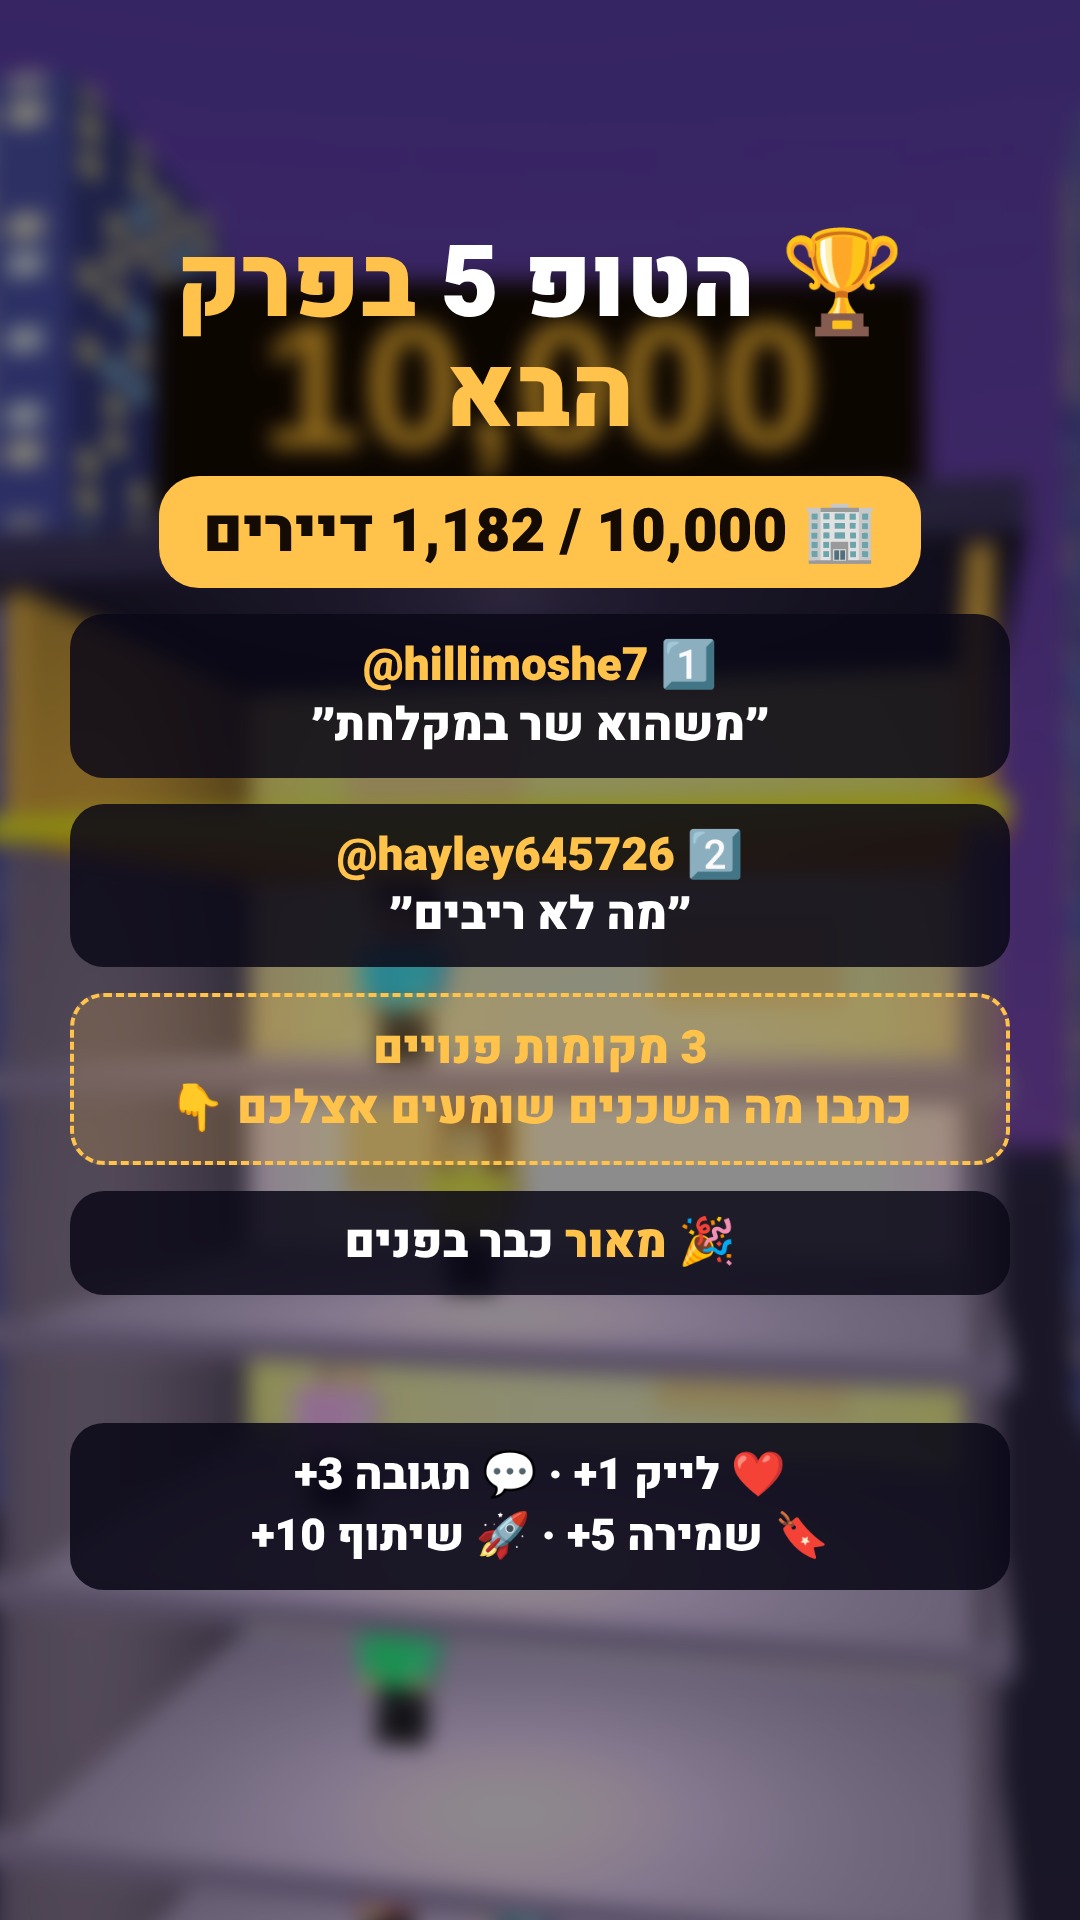 🏆 הטופ 5 בפרק
הבא
10,000
🏢 10,000 / 1,182 דיירים
1️⃣ @hillimoshe7
״משהוא שר במקלחת״
2️⃣ @hayley645726
״מה לא ריבים״
3 מקומות פנויים
כתבו מה השכנים שומעים אצלכם 👇
🎉 מאור כבר בפנים
❤️ לייק 1+ · 💬 תגובה 3+
🔖 שמירה 5+ · 🚀 שיתוף 10+